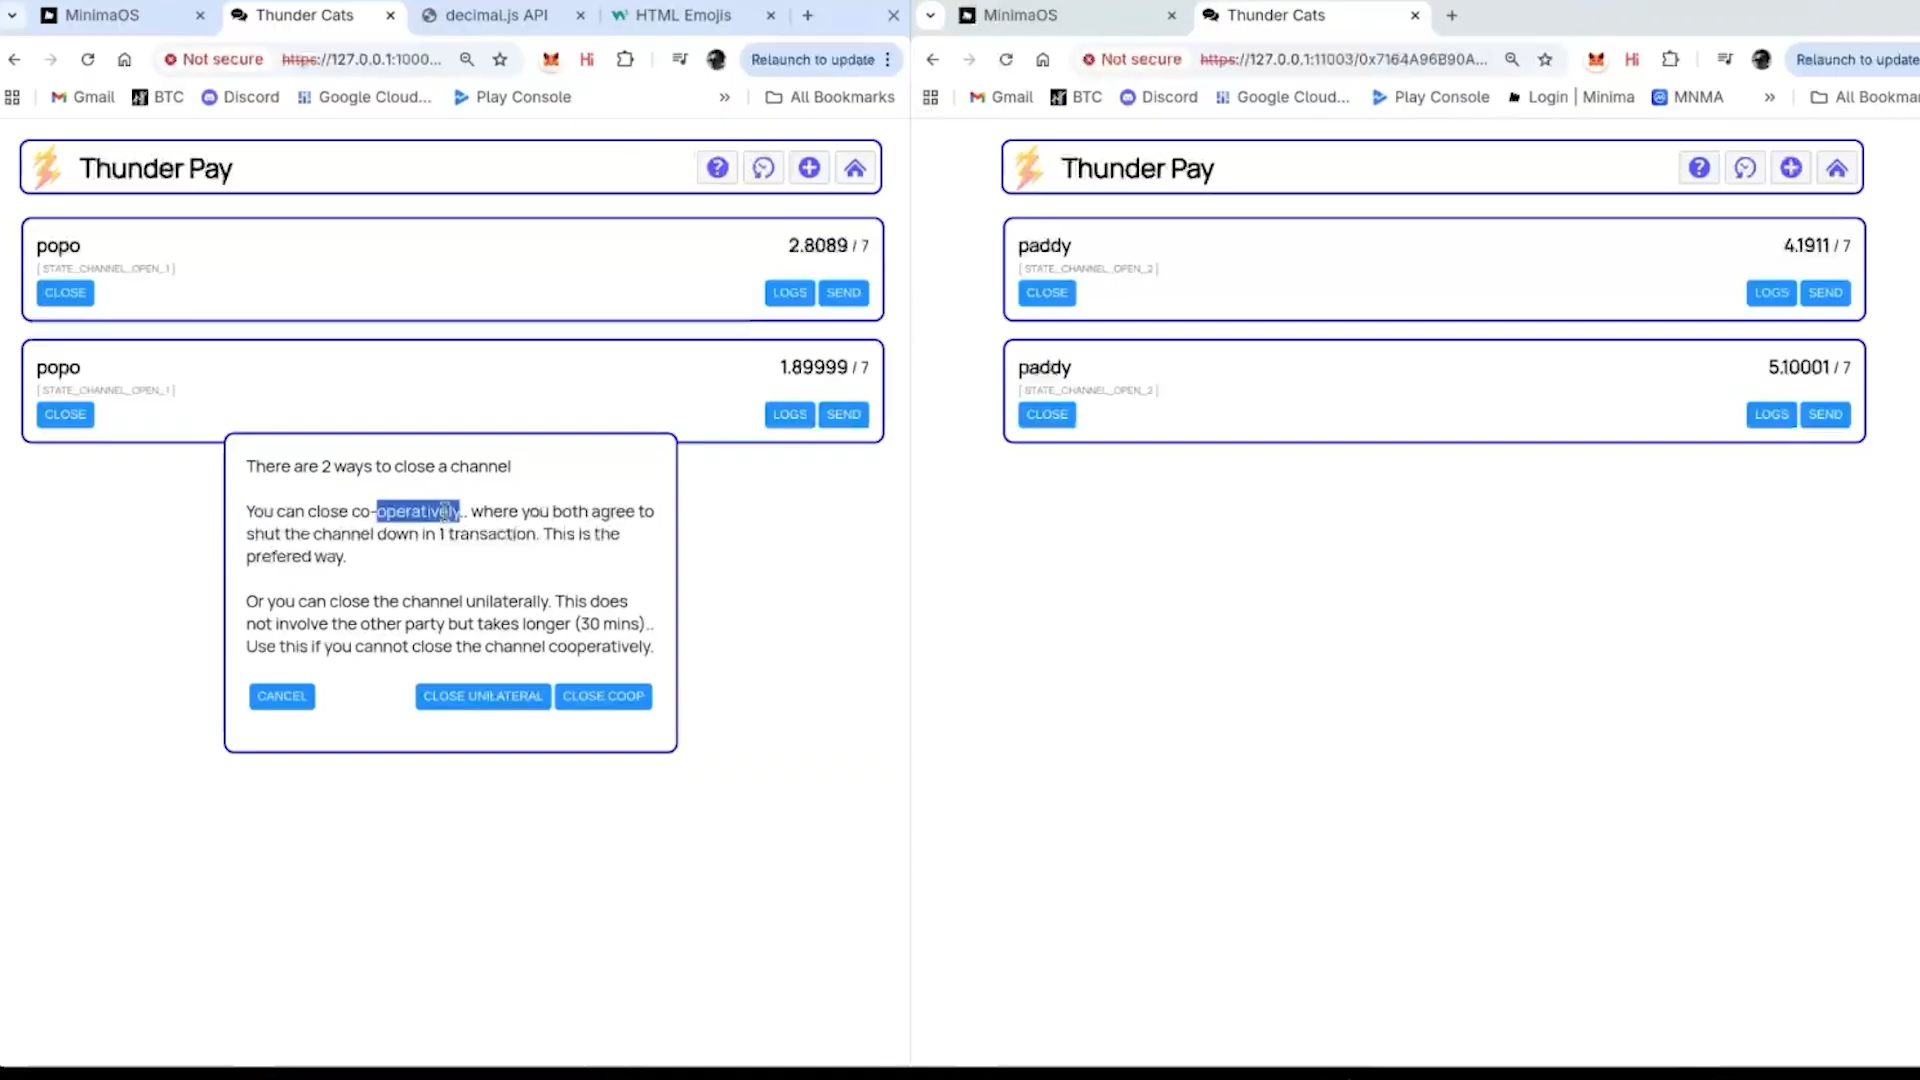 MinimaOS
Thunder Cats
decimal.js API
HTML Emojis
Not secure
https://127.0.0.1:1000...
Relaunch to update
Gmail
BTC
Discord
Google Cloud...
Play Console
»
All Bookmarks
Thunder Pay
popo
2.8089 / 7
[ STATE_CHANNEL_OPEN_1 ]
CLOSE
LOGS
SEND
popo
1.89999 / 7
[ STATE_CHANNEL_OPEN_1 ]
CLOSE
LOGS
SEND
There are 2 ways to close a channel
You can close co-operatively.. where you both agree to
shut the channel down in 1 transaction. This is the
prefered way.
Or you can close the channel unilaterally. This does
not involve the other party but takes longer (30 mins)..
Use this if you cannot close the channel cooperatively.
CANCEL
CLOSE UNILATERAL
CLOSE COOP
MinimaOS
Thunder Cats
Not secure
https://127.0.0.1:11003/0x7164A96B90A...
Hi
Relaunch to update
Gmail
BTC
Discord
Google Cloud...
Play Console
Login | Minima
MNMA
»
All Bookmar
Thunder Pay
paddy
4.1911 / 7
[ STATE_CHANNEL_OPEN_2 ]
CLOSE
LOGS
SEND
paddy
5.10001 / 7
[ STATE_CHANNEL_OPEN_2 ]
CLOSE
LOGS
SEND